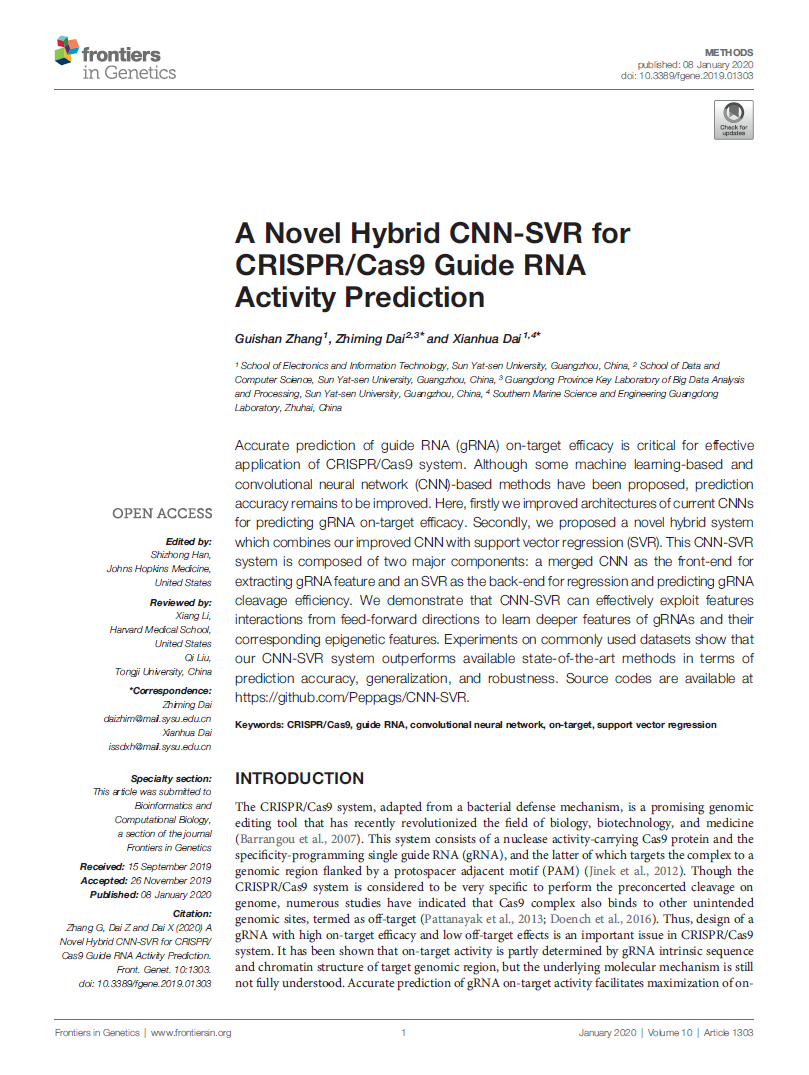 frontiers
in Genetics
METHODS
published: 08 January 2020
doi: 10.3389/fgene.2019.01303
Check for
updates
A Novel Hybrid CNN-SVR for
CRISPR/Cas9 Guide RNA
Activity Prediction
Guishan Zhang1, Zhiming Dai2,3* and Xianhua Dai1,4*
1 School of Electronics and Information Technology, Sun Yat-sen University, Guangzhou, China, 2 School of Data and
Computer Science, Sun Yat-sen University, Guangzhou, China, 3 Guangdong Province Key Laboratory of Big Data Analysis
and Processing, Sun Yat-sen University, Guangzhou, China, 4 Southern Marine Science and Engineering Guangdong
Laboratory, Zhuhai, China
Accurate prediction of guide RNA (gRNA) on-target efficacy is critical for effective
application of CRISPR/Cas9 system. Although some machine learning-based and
convolutional neural network (CNN)-based methods have been proposed, prediction
accuracy remains to be improved. Here, firstly we improved architectures of current CNNs
for predicting gRNA on-target efficacy. Secondly, we proposed a novel hybrid system
which combines our improved CNN with support vector regression (SVR). This CNN-SVR
system is composed of two major components: a merged CNN as the front-end for
extracting gRNA feature and an SVR as the back-end for regression and predicting gRNA
cleavage efficiency. We demonstrate that CNN-SVR can effectively exploit features
interactions from feed-forward directions to learn deeper features of gRNAs and their
corresponding epigenetic features. Experiments on commonly used datasets show that
our CNN-SVR system outperforms available state-of-the-art methods in terms of
prediction accuracy, generalization, and robustness. Source codes are available at
https://github.com/Peppags/CNN-SVR.
Keywords: CRISPR/Cas9, guide RNA, convolutional neural network, on-target, support vector regression
OPEN ACCESS
Edited by:
Shizhong Han,
Johns Hopkins Medicine,
United States
Reviewed by:
Xiang Li,
Harvard Medical School,
United States
Qi Liu,
Tongji University, China
*Correspondence:
Zhiming Dai
daizhim@mail.sysu.edu.cn
Xianhua Dai
issdxh@mail.sysu.edu.cn
Specialty section:
This article was submitted to
Bioinformatics and
Computational Biology,
a section of the journal
Frontiers in Genetics
Received: 15 September 2019
Accepted: 26 November 2019
Published: 08 January 2020
Citation:
Zhang G, Dai Z and Dai X (2020) A
Novel Hybrid CNN-SVR for CRISPR/
Cas9 Guide RNA Activity Prediction.
Front. Genet. 10:1303.
doi: 10.3389/fgene.2019.01303
INTRODUCTION
The CRISPR/Cas9 system, adapted from a bacterial defense mechanism, is a promising genomic
editing tool that has recently revolutionized the field of biology, biotechnology, and medicine
(Barrangou et al., 2007). This system consists of a nuclease activity-carrying Cas9 protein and the
specificity-programming single guide RNA (gRNA), and the latter of which targets the complex to a
genomic region flanked by a protospacer adjacent motif (PAM) (Jinek et al., 2012). Though the
CRISPR/Cas9 system is considered to be very specific to perform the preconcerted cleavage on
genome, numerous studies have indicated that Cas9 complex also binds to other unintended
genomic sites, termed as off-target (Pattanayak et al., 2013; Doench et al., 2016). Thus, design of a
gRNA with high on-target efficacy and low off-target effects is an important issue in CRISPR/Cas9
system. It has been shown that on-target activity is partly determined by gRNA intrinsic sequence
and chromatin structure of target genomic region, but the underlying molecular mechanism is still
not fully understood. Accurate prediction of gRNA on-target activity facilitates maximization of on-
Frontiers in Genetics | www.frontiersin.org
1
January 2020 | Volume 10 | Article 1303